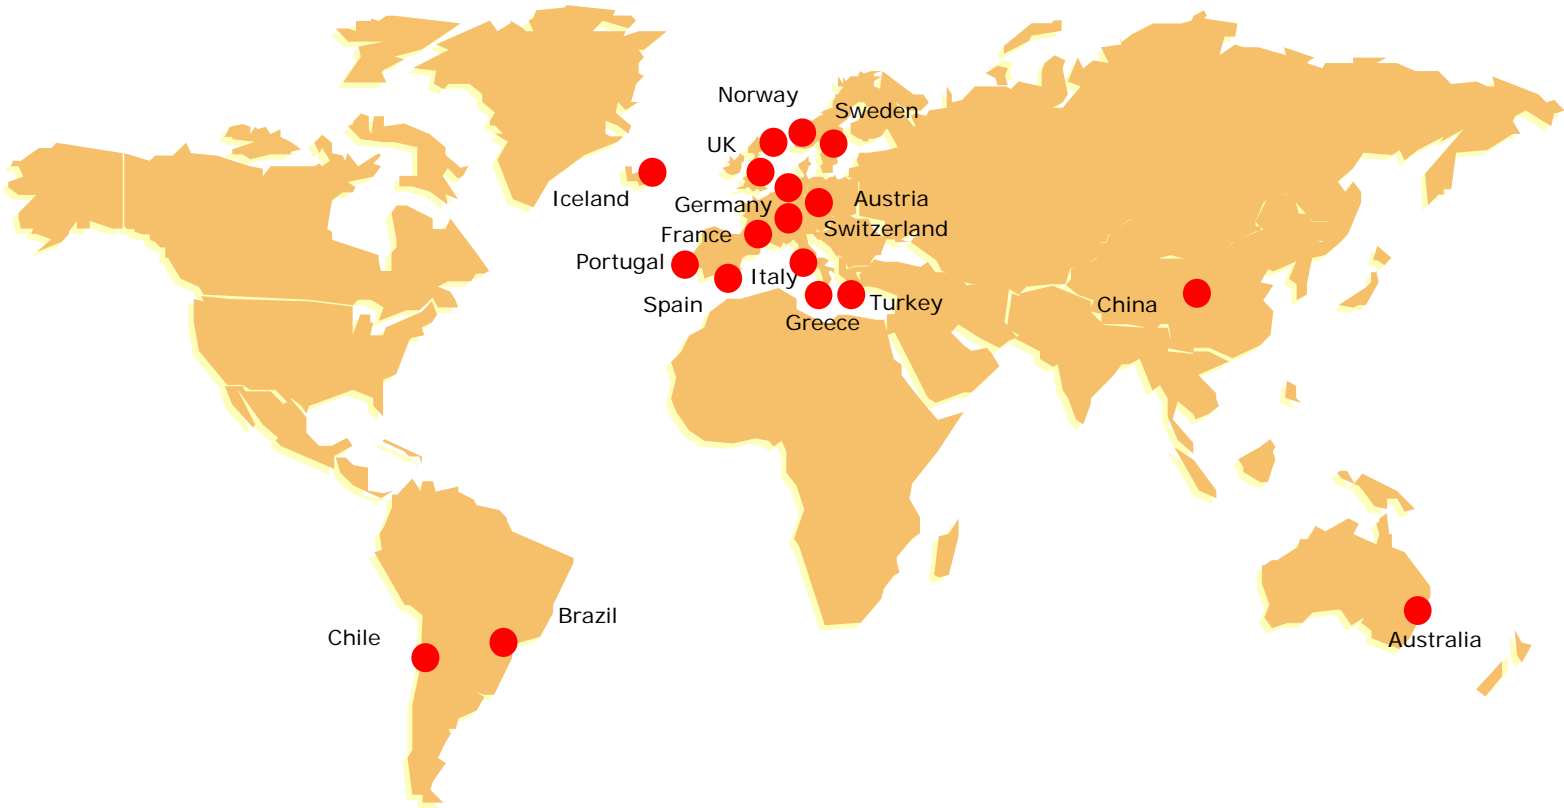 Norway
Sweden
UK
Iceland
Germany
Austria
Switzerland
France
Portugal
Italy
Spain
Turkey
Greece
China
Brazil
Chile
Australia